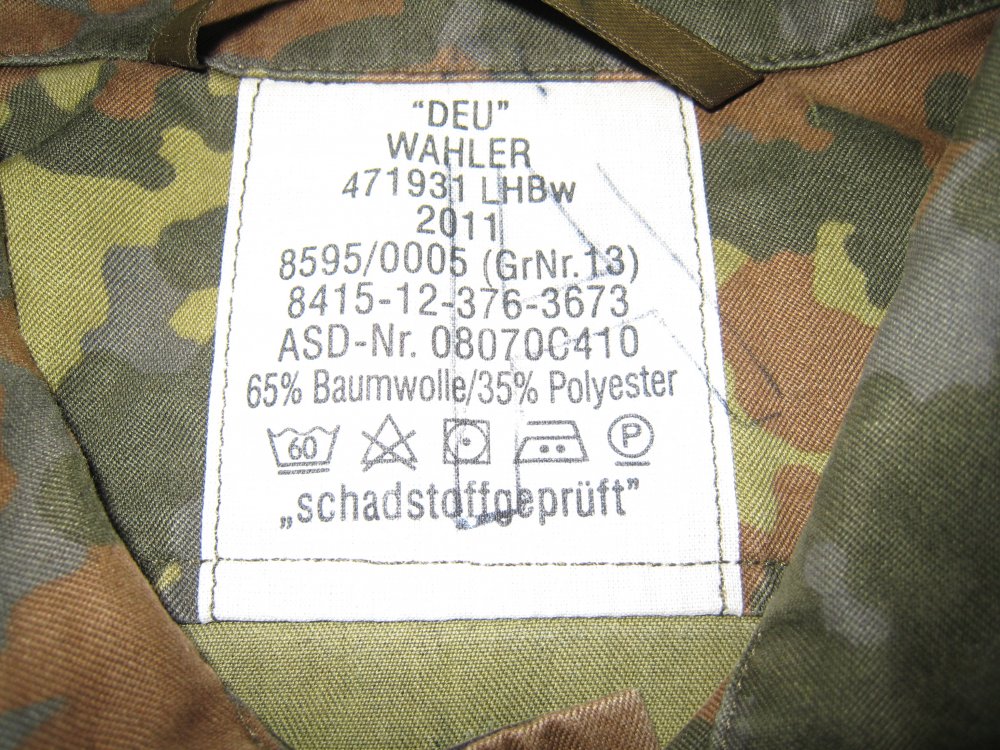 "DEU"
WAHLER
471931 LHBw
2011
8595/0005 (GrNr.13)
8415-12-376-3673
ASD-Nr. 08070C410
65% Baumwolle/35% Polyester
60 P
„schadstoffgeprüft”